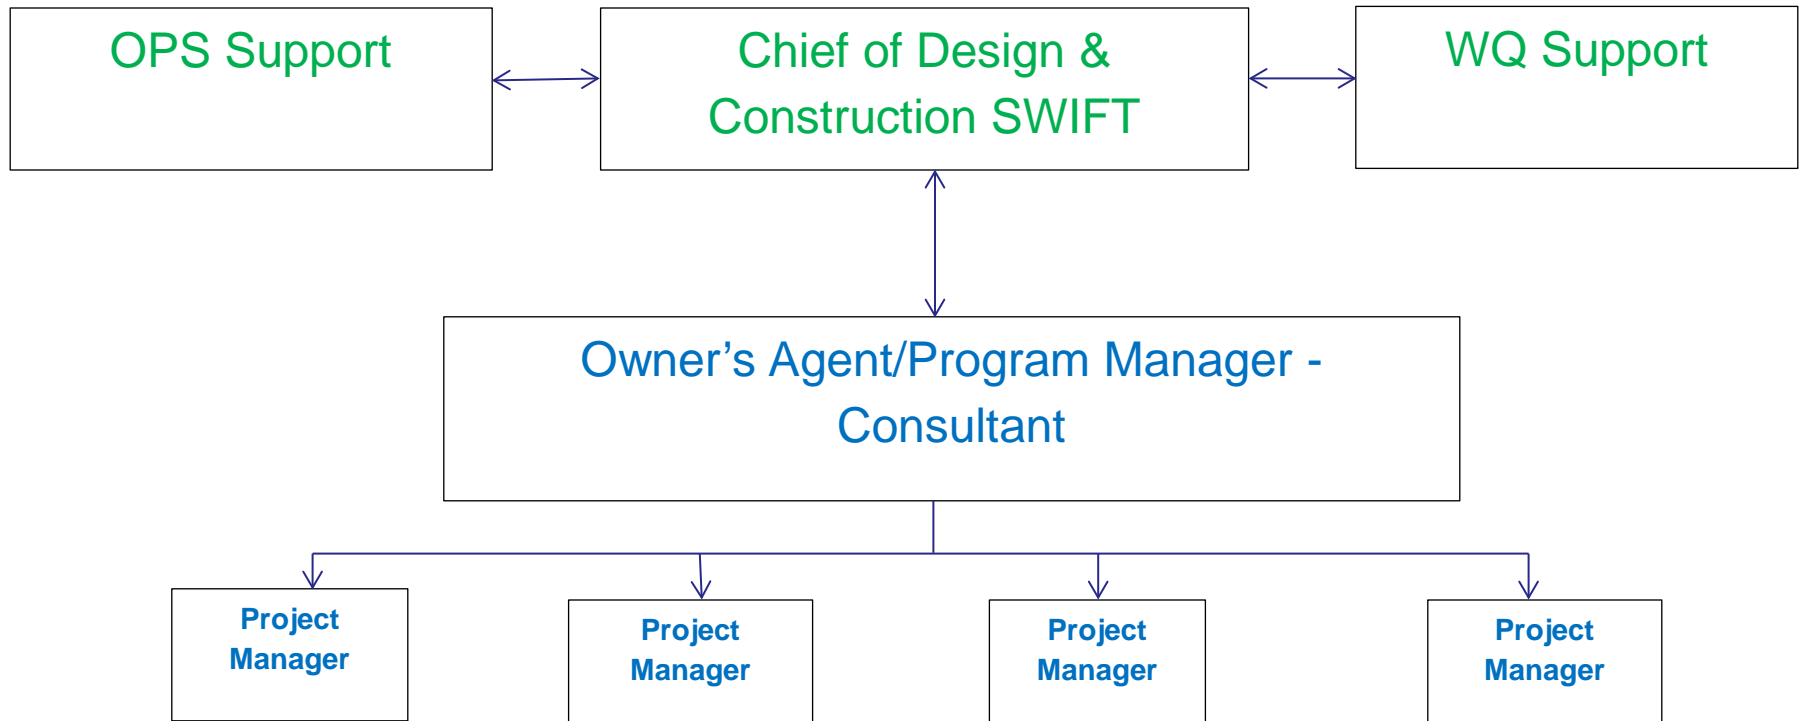 OPS Support
Chief of Design &
Construction SWIFT
WQ Support
Owner’s Agent/Program Manager -
Consultant
Project
Manager
Project
Manager
Project
Manager
Project
Manager